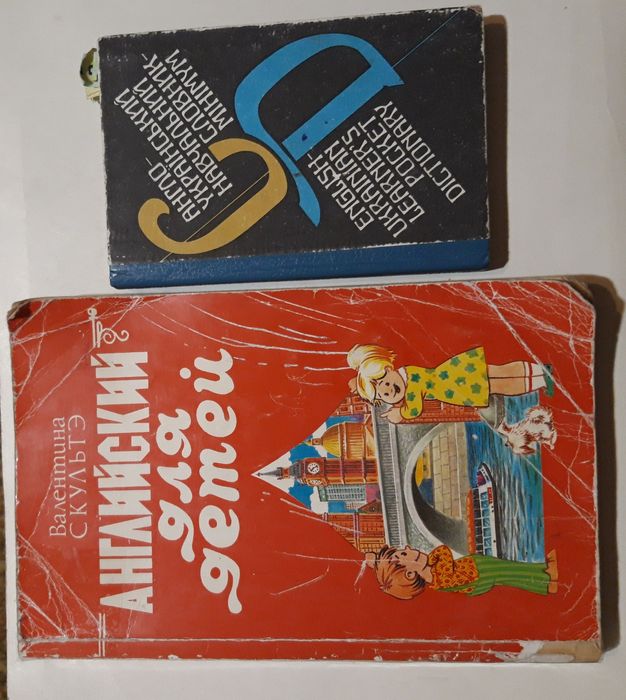 АНГЛО-
УКРАЇНСЬКИЙ
НАВЧАЛЬНИЙ
СЛОВНИК-
МІНІМУМ
ENGLISH-
UKRAINIAN
LEARNER'S
POCKET
DICTIONARY
Валентина
СКУЛЬТЭ
АНГЛИЙСКИЙ
для
детей